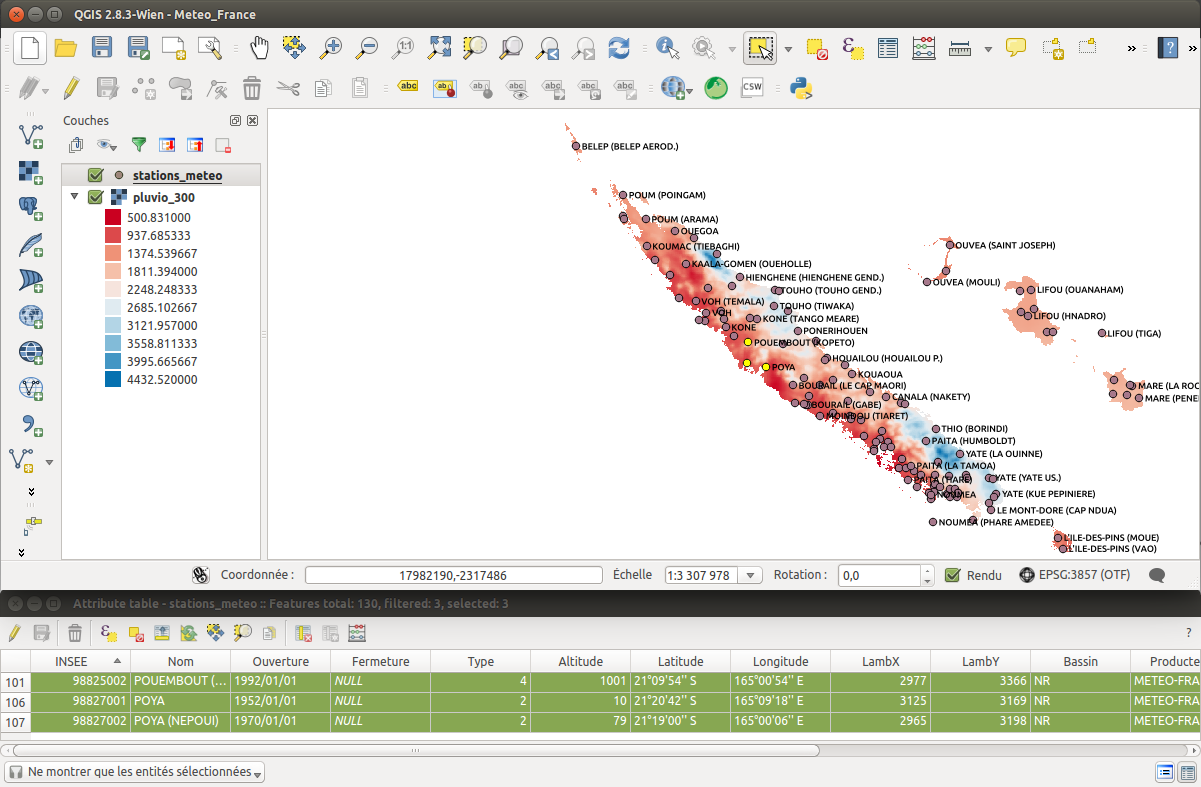 QGIS 2.8.3-Wien - Meteo_France
Couches
stations_meteo
pluvio_300
500.831000
937.685333
1374.539667
1811.394000
2248.248333
2685.102667
3121.957000
3558.811333
3995.665667
4432.520000
BELEP (BELEP AEROD.)
POUM (POINGAM)
POUM (ARAMA)
OUEGOA
KOUMAC (TIEBAGHI)
OUVEA (SAINT JOSEPH)
KAALA-GOMEN (OUEHOLLE)
HIENGHENE (HIENGHENE GEND.)
OUVEA (MOULI)
TOUHO (TOUHO GEND.)
LIFOU (OUANAHAM)
VOH (TEMALA)
TOUHO (TIWAKA)
VOH
LIFOU (HNADRO)
KONE (TANGO MEARE)
KONE
PONERIHOUEN
LIFOU (TIGA)
POUEMBOUT (KOPETO)
HOUAILOU (HOUAILOU P.)
POYA
KOUAOUA
BOURAIL (LE CAP MAORI)
MARE (LA ROC
CANALA (NAKETY)
MARE (PENE
BOURAIL (GABE)
MOINDOU (TIARET)
THIO (BORINDI)
PAITA (HUMBOLDT)
YATE (LA OUINNE)
PAITA (LA TAMOA)
PAITA (TIARE)
YATE (YATE US.)
NOUMEA
YATE (KUE PEPINIERE)
LE MONT-DORE (CAP NDUA)
NOUMEA (PHARE AMEDEE)
L'ILE-DES-PINS (MOUE)
L'ILE-DES-PINS (VAO)
Coordonnée : 17982190,-2317486 Échelle 1:3 307 978 Rotation : 0,0 Rendu EPSG:3857 (OTF)
Attribute table - stations_meteo :: Features total: 130, filtered: 3, selected: 3
INSEE Nom Ouverture Fermeture Type Altitude Latitude Longitude LambX LambY Bassin Producte
101 98825002 POUEMBOUT (... 1992/01/01 NULL 4 1001 21°09'54'' S 165°00'54'' E 2977 3366 NR METEO-FRA
106 98827001 POYA 1952/01/01 NULL 2 10 21°20'42'' S 165°09'18'' E 3125 3169 NR METEO-FRA
107 98827002 POYA (NEPOUI) 1970/01/01 NULL 2 79 21°19'00'' S 165°00'06'' E 2965 3198 NR METEO-FRA
Ne montrer que les entités sélectionnées